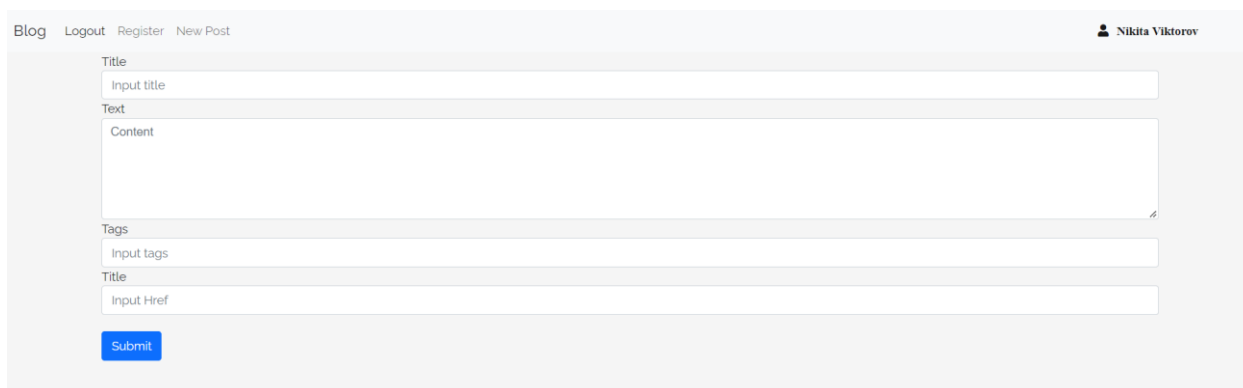 Blog Logout Register New Post Nikita Viktorov
Title
Input title
Text
Content
Tags
Input tags
Title
Input Href
Submit